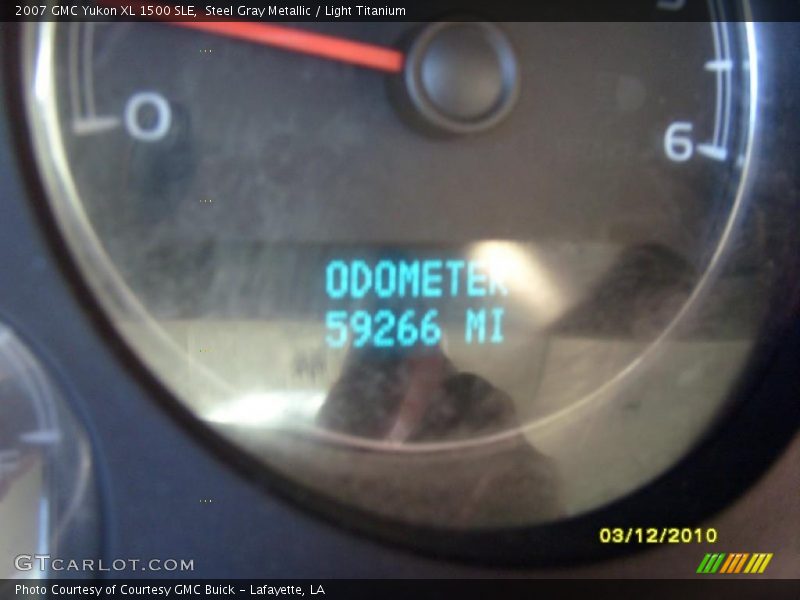 2007 GMC Yukon XL 1500 SLE, Steel Gray Metallic / Light Titanium
0
6
ODOMETER
59266 MI
03/12/2010
GTCARLOT.COM
Photo Courtesy of Courtesy GMC Buick - Lafayette, LA